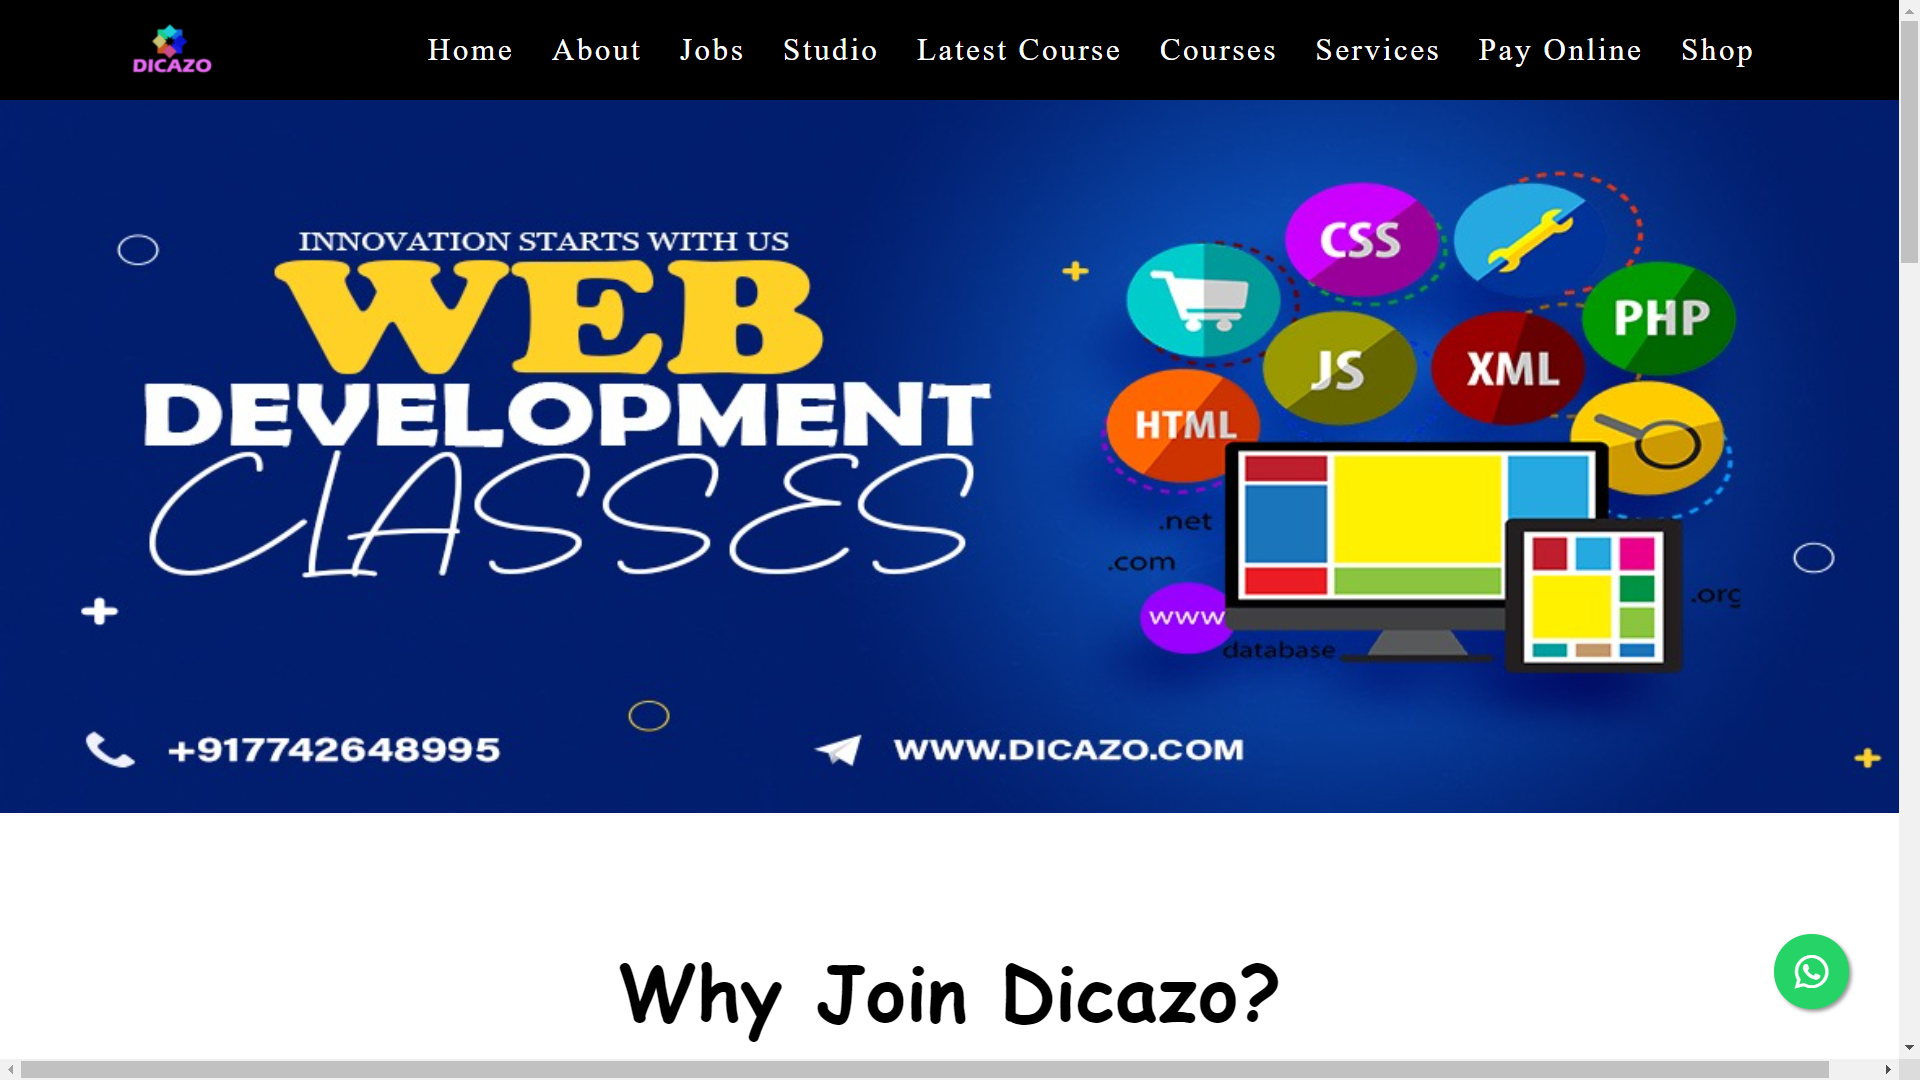 DICAZO
Home About Jobs Studio Latest Course Courses Services Pay Online Shop
INNOVATION STARTS WITH US
WEB
DEVELOPMENT
CLASSES
CSS
PHP
JS
XML
HTML
.net
.com
.org
www
database
+917742648995
WWW.DICAZO.COM
Why Join Dicazo?